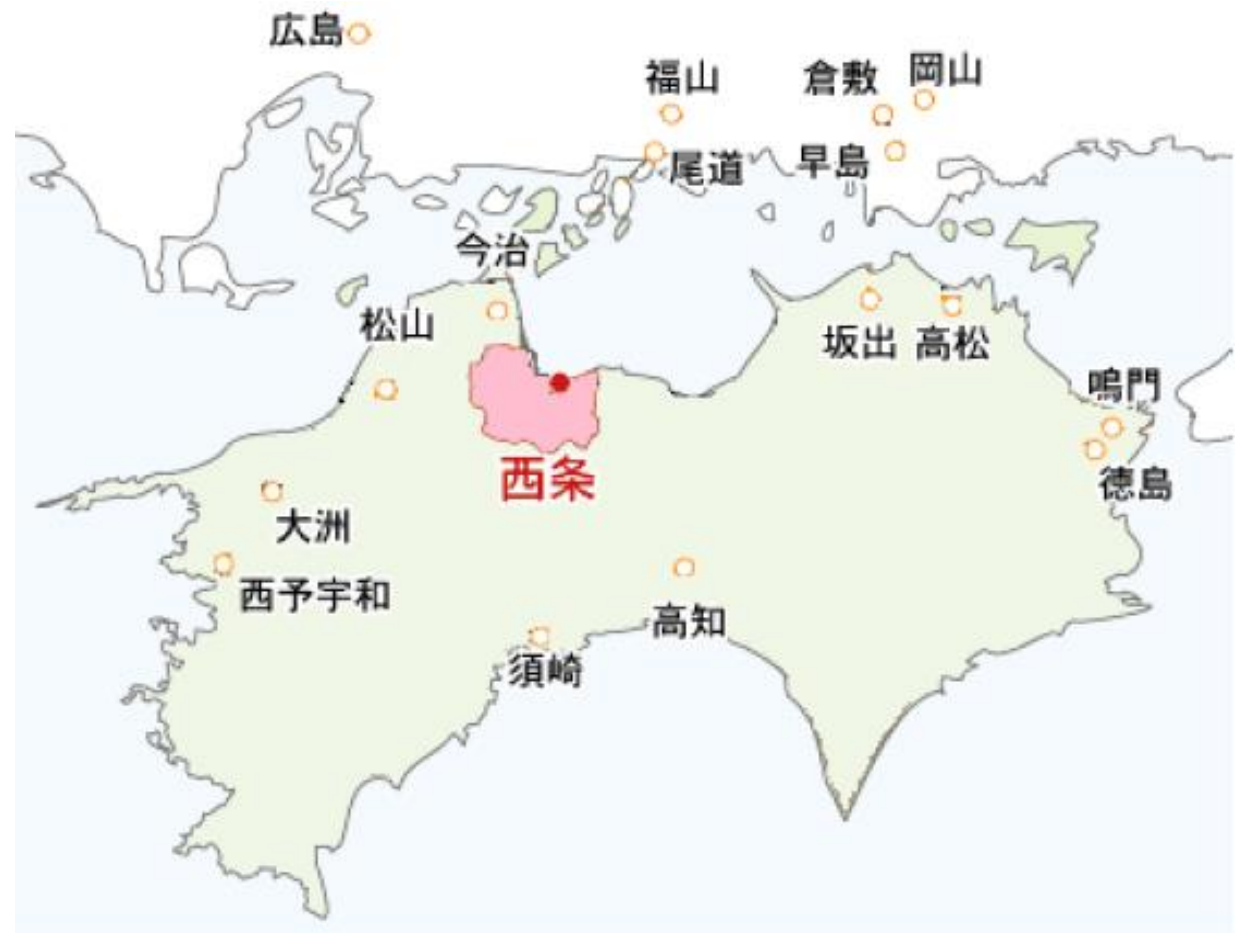 広島
福山
倉敷
岡山
尾道
早島
今治
松山
坂出
高松
鳴門
西条
徳島
大洲
西予宇和
高知
須崎